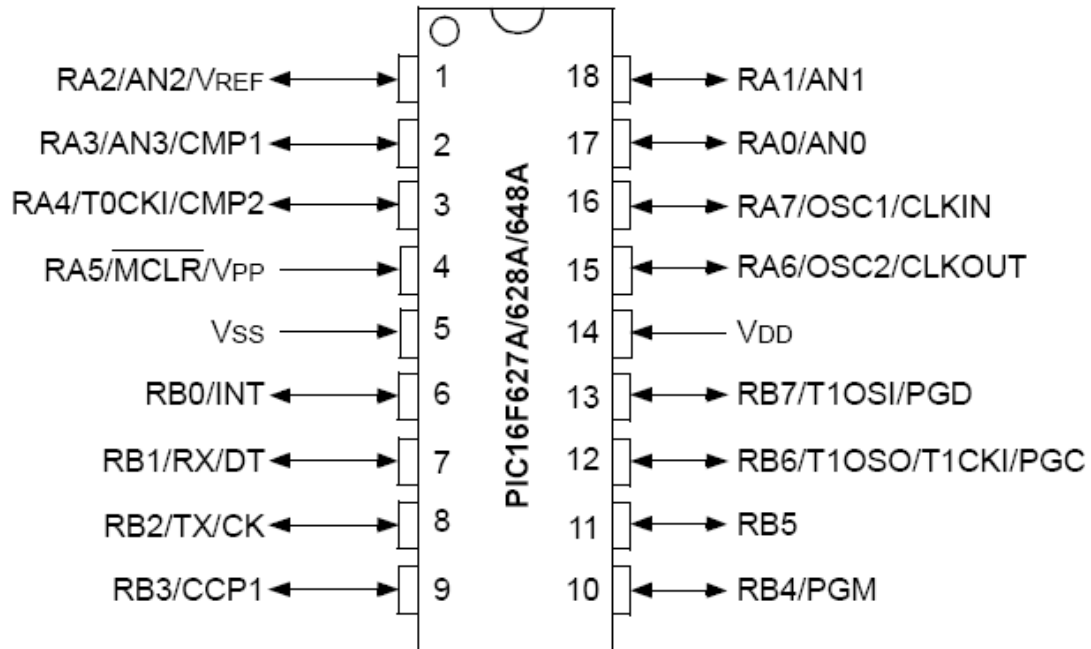 RA2/AN2/VREF 1 18 RA1/AN1
RA3/AN3/CMP1 2 17 RA0/AN0
RA4/T0CKI/CMP2 3 16 RA7/OSC1/CLKIN
RA5/MCLR/VPP 4 15 RA6/OSC2/CLKOUT
VSS 5 14 VDD
RB0/INT 6 13 RB7/T1OSI/PGD
RB1/RX/DT 7 12 RB6/T1OSO/T1CKI/PGC
RB2/TX/CK 8 11 RB5
RB3/CCP1 9 10 RB4/PGM
PIC16F627A/628A/648A